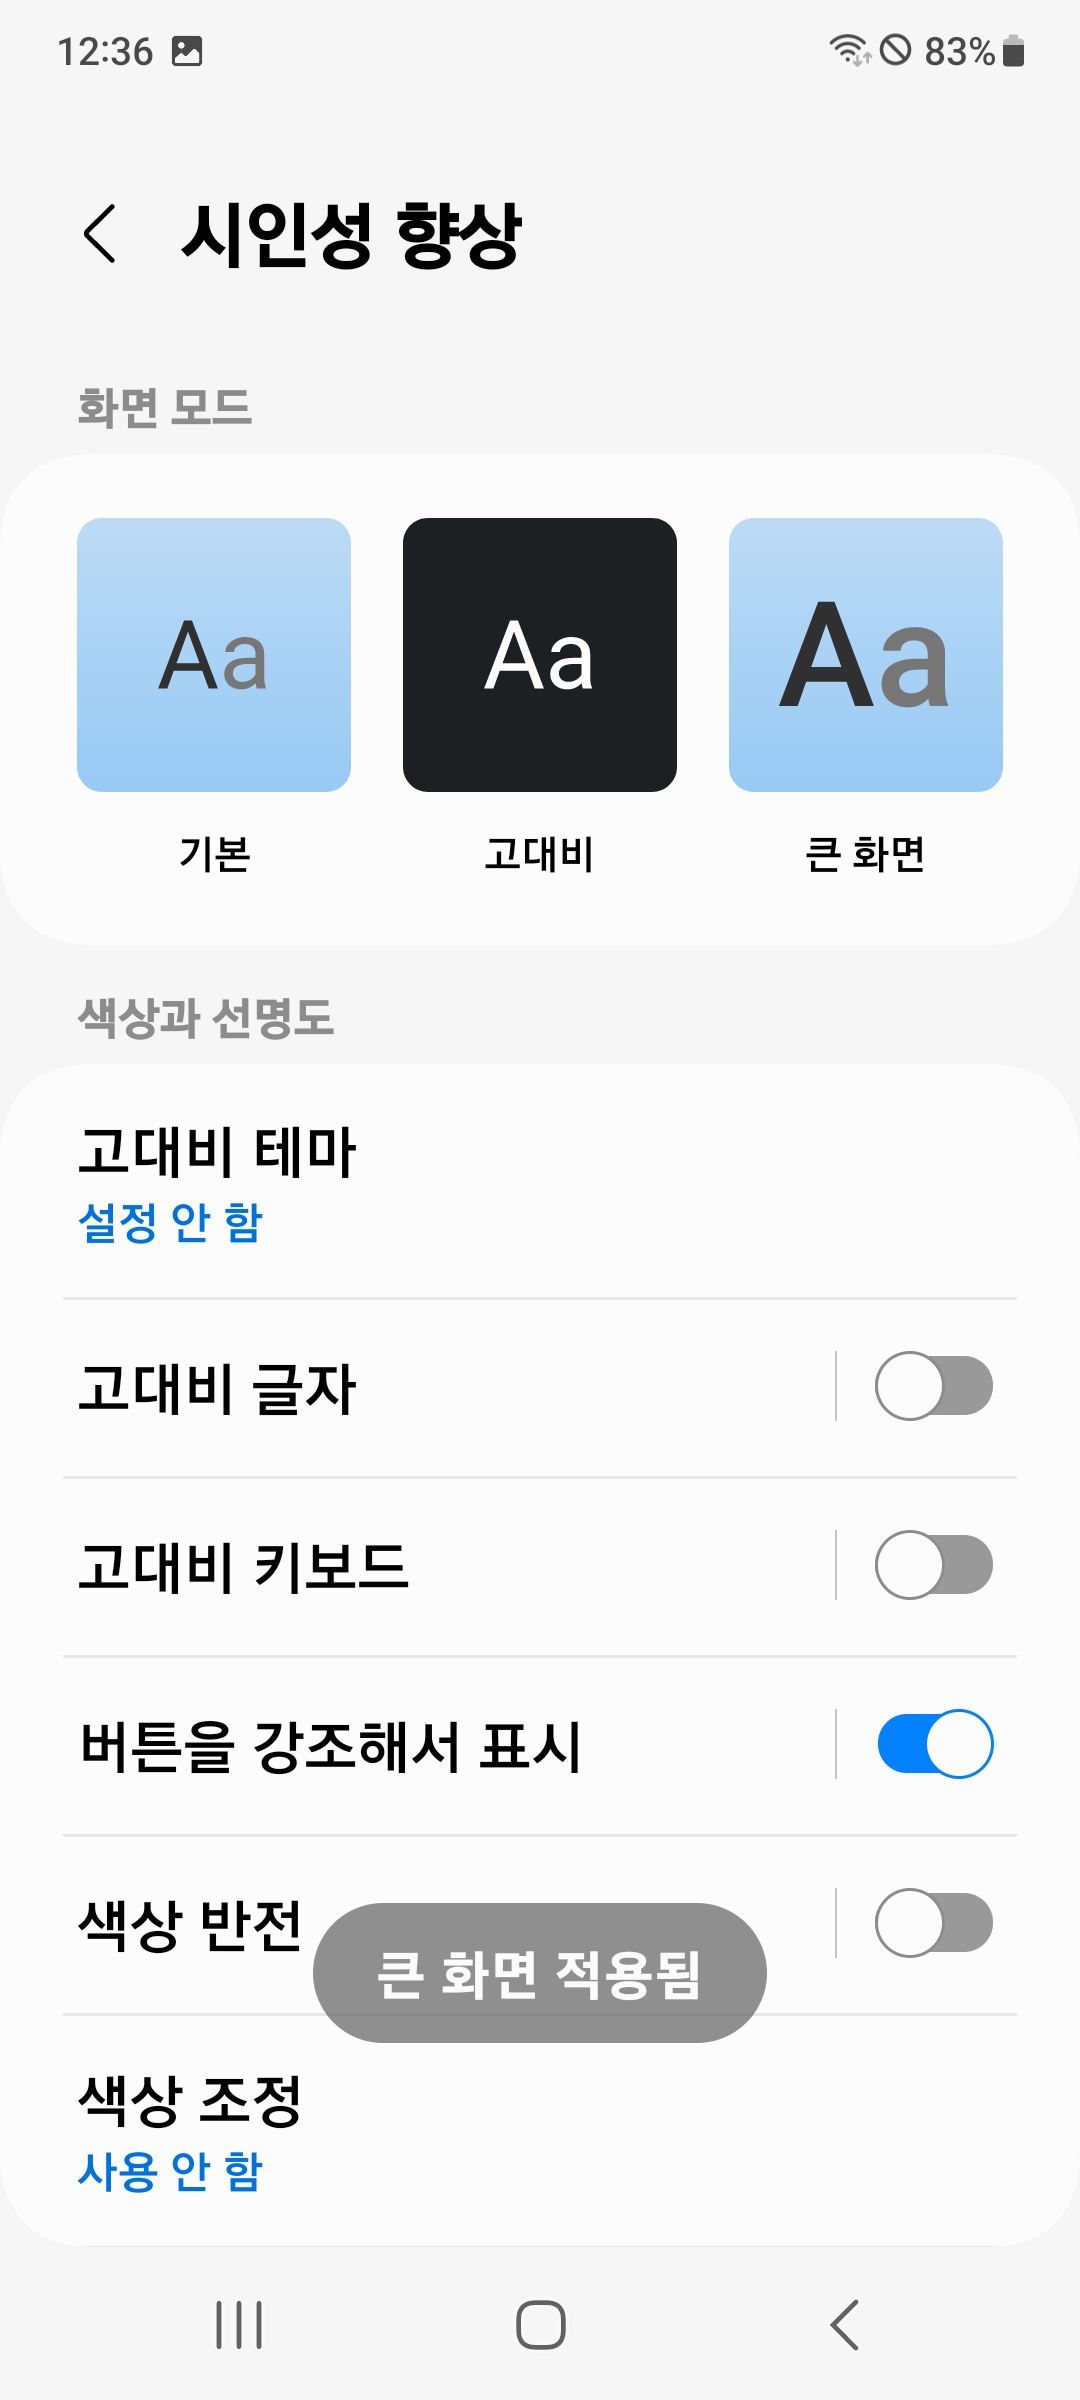 12:36
83%
시인성 향상
화면 모드
Aa
Aa
Aa
기본
고대비
큰 화면
색상과 선명도
고대비 테마
설정 안 함
고대비 글자
고대비 키보드
버튼을 강조해서 표시
색상 반전
큰 화면 적용됨
색상 조정
사용 안 함